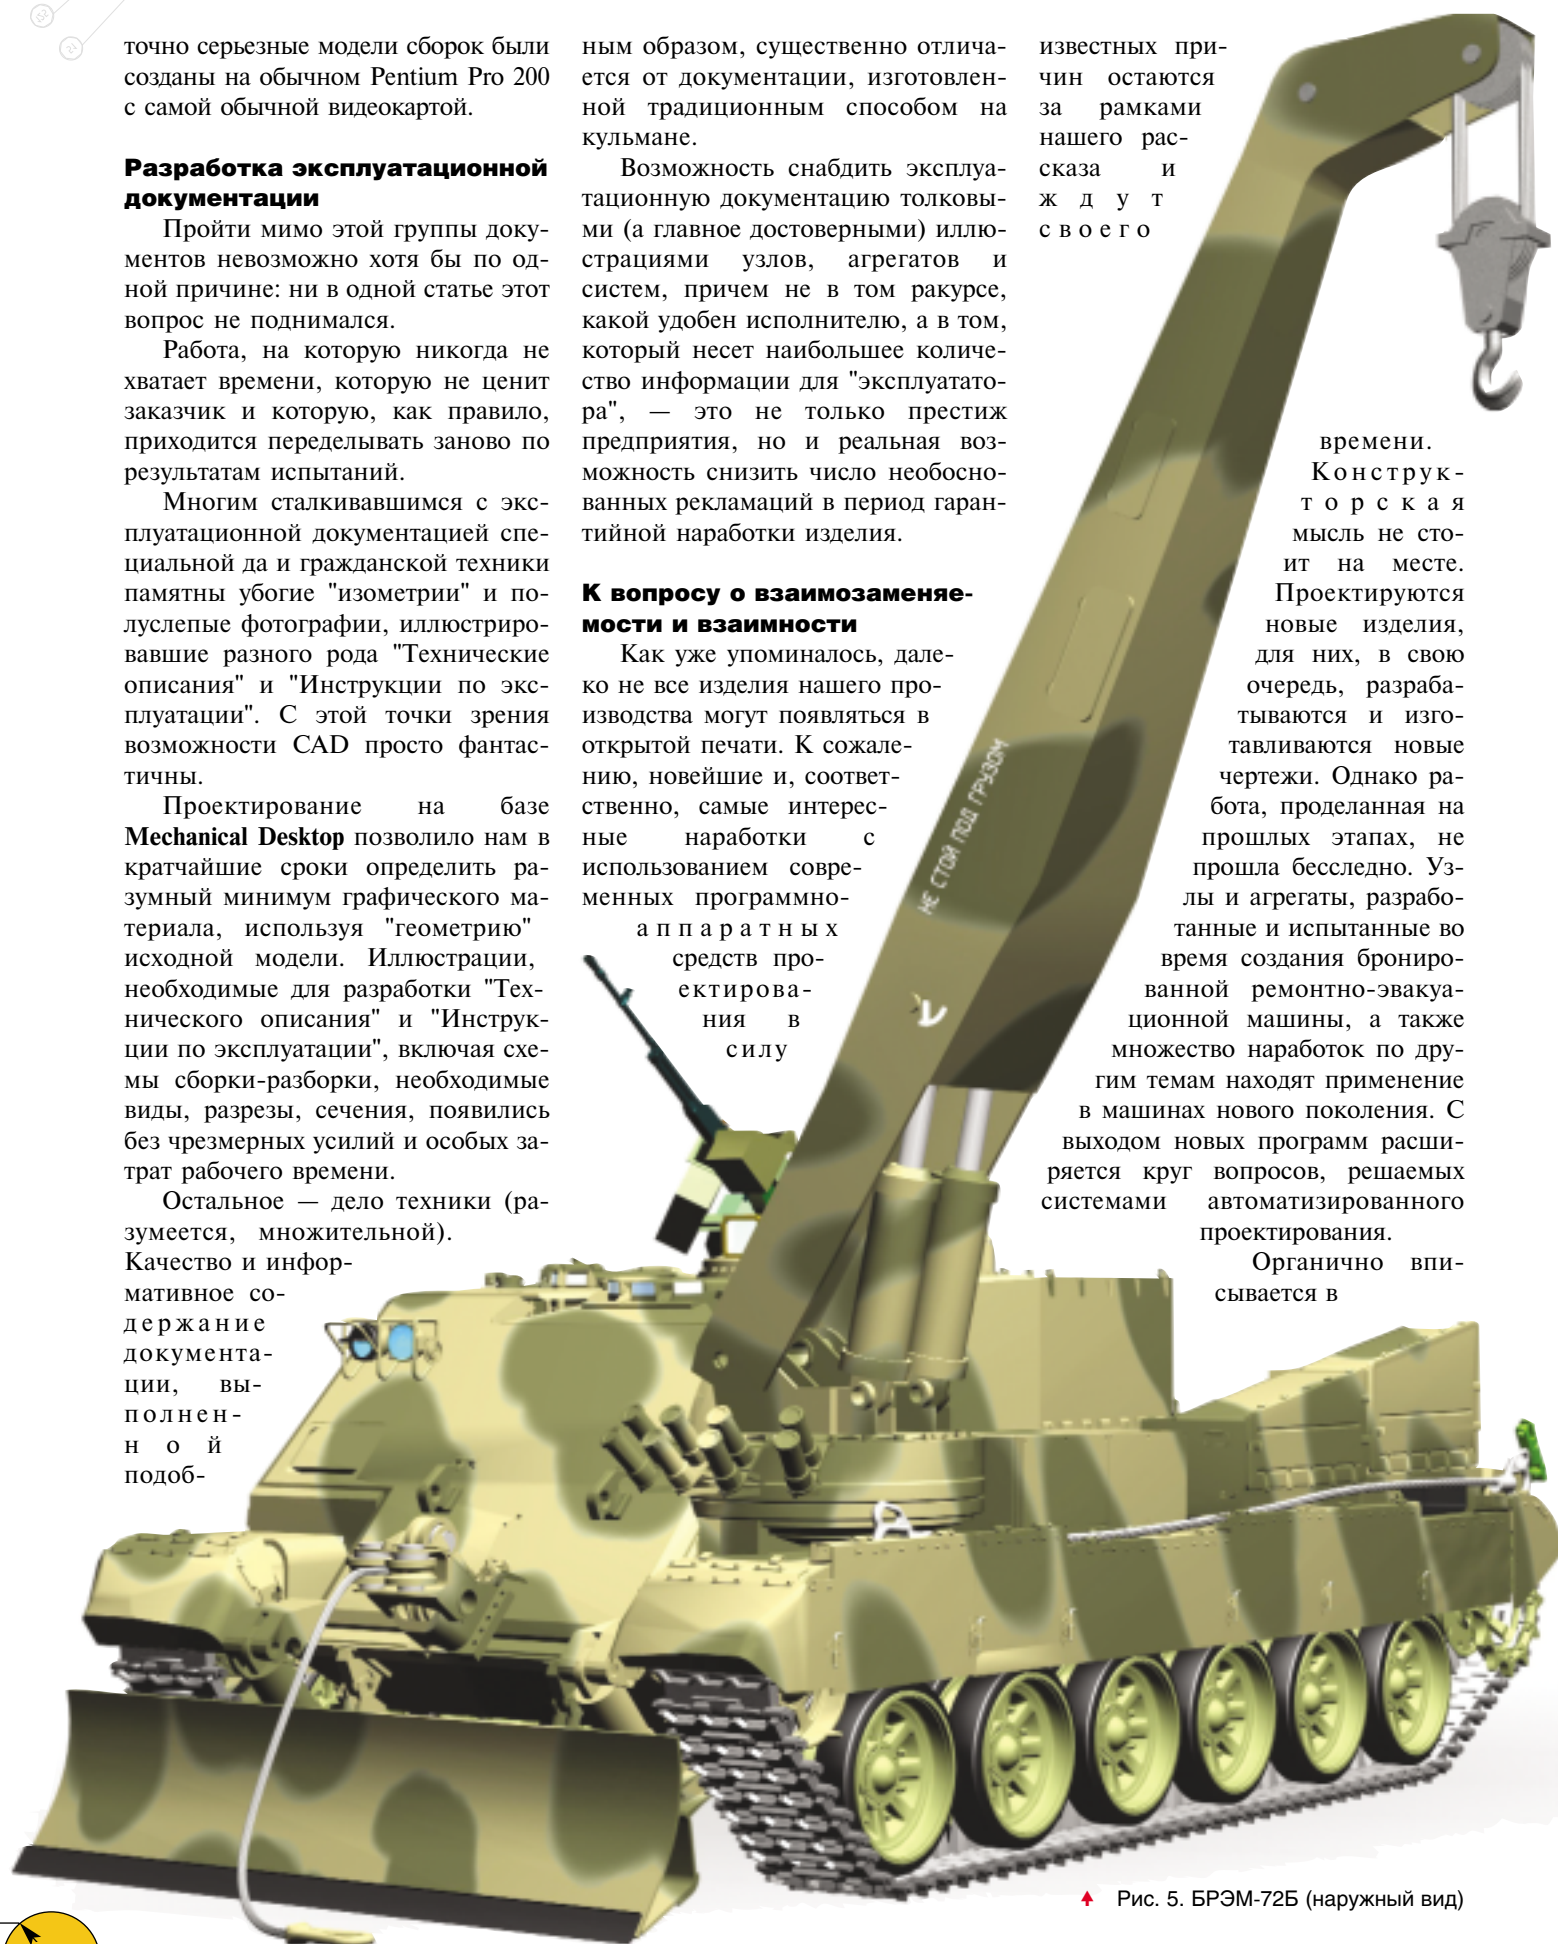 точно серьезные модели сборок были
созданы на обычном Pentium Pro 200
с самой обычной видеокартой.
Разработка эксплуатационной
документации
Пройти мимо этой группы доку-
ментов невозможно хотя бы по од-
ной причине: ни в одной статье этот
вопрос не поднимался.
Работа, на которую никогда не
хватает времени, которую не ценит
заказчик и которую, как правило,
приходится переделывать заново по
результатам испытаний.
Многим сталкивавшимся с экс-
плуатационной документацией спе-
циальной да и гражданской техники
памятны убогие "изометрии" и по-
луслепые фотографии, иллюстриро-
вавшие разного рода "Технические
описания" и "Инструкции по экс-
плуатации". С этой точки зрения
возможности CAD просто фантас-
тичны.
Проектирование на базе
Mechanical Desktop позволило нам в
кратчайшие сроки определить ра-
зумный минимум графического ма-
териала, используя "геометрию"
исходной модели. Иллюстрации,
необходимые для разработки "Тех-
нического описания" и "Инструк-
ции по эксплуатации", включая схе-
мы сборки-разборки, необходимые
виды, разрезы, сечения, появились
без чрезмерных усилий и особых за-
трат рабочего времени.
Остальное — дело техники (ра-
зумеется, множительной).
Качество и инфор-
мативное со-
держание
документа-
ции, вы-
полнен-
ной
подоб-
ным образом, существенно отлича-
ется от документации, изготовлен-
ной традиционным способом на
кульмане.
Возможность снабдить эксплуа-
тационную документацию толковы-
ми (а главное достоверными) иллю-
страциями узлов, агрегатов и
систем, причем не в том ракурсе,
какой удобен исполнителю, а в том,
который несет наибольшее количе-
ство информации для "эксплуатато-
ра", — это не только престиж
предприятия, но и реальная воз-
можность снизить число необосно-
ванных рекламаций в период гаран-
тийной наработки изделия.
К вопросу о взаимозаменяе-
мости и взаимности
Как уже упоминалось, дале-
ко не все изделия нашего про-
изводства могут появляться в
открытой печати. К сожале-
нию, новейшие и, соответ-
ственно, самые интерес-
ные наработки с
использованием совре-
менных программно-
аппаратных
средств про-
ектирова-
ния в
силу
известных при-
чин остаются
за рамками
нашего рас-
сказа и
ждут
своего
времени.
Конструк-
торская
мысль не сто-
ит на месте.
Проектируются
новые изделия,
для них, в свою
очередь, разраба-
тываются и изго-
тавливаются новые
чертежи. Однако ра-
бота, проделанная на
прошлых этапах, не
прошла бесследно. Уз-
лы и агрегаты, разрабо-
танные и испытанные во
время создания брониро-
ванной ремонтно-эвакуа-
ционной машины, а также
множество наработок по дру-
гим темам находят применение
в машинах нового поколения. С
выходом новых программ расши-
ряется круг вопросов, решаемых
системами автоматизированного
проектирования.
Органично впи-
сывается в
НЕ СТОЙ ПОД ГРУЗОМ
Рис. 5. БРЭМ-72Б (наружный вид)